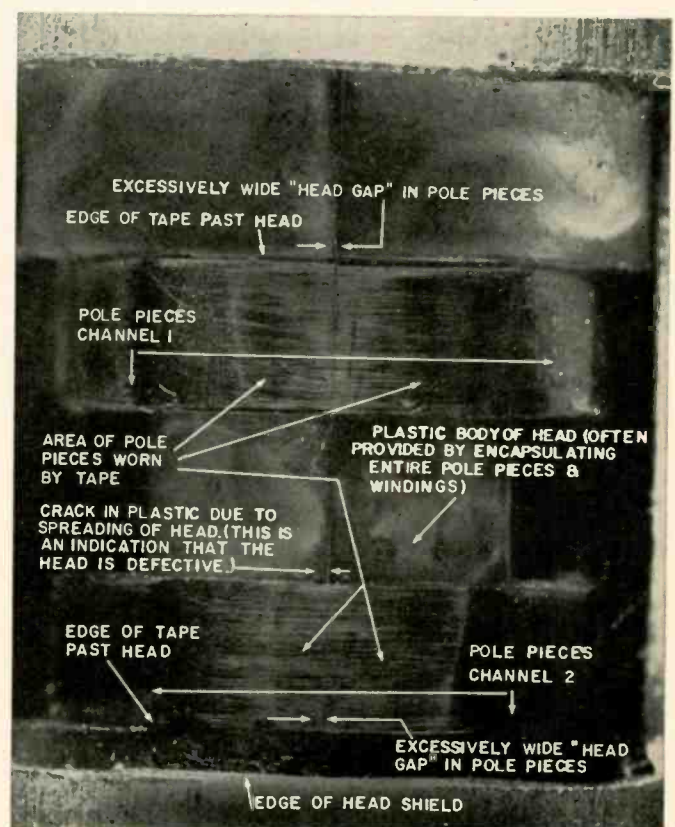 EXCESSIVELY WIDE "HEAD GAP" IN POLE PIECES
EDGE OF TAPE PAST HEAD
POLE PIECES
CHANNEL 1
AREA OF POLE
PIECES WORN
BY TAPE
PLASTIC BODY OF HEAD (OFTEN
PROVIDED BY ENCAPSULATING
ENTIRE POLE PIECES &
WINDINGS)
CRACK IN PLASTIC DUE TO
SPREADING OF HEAD. (THIS IS
AN INDICATION THAT THE
HEAD IS DEFECTIVE.)
EDGE OF TAPE
PAST HEAD
POLE PIECES
CHANNEL 2
EXCESSIVELY WIDE "HEAD
GAP" IN POLE PIECES
EDGE OF HEAD SHIELD